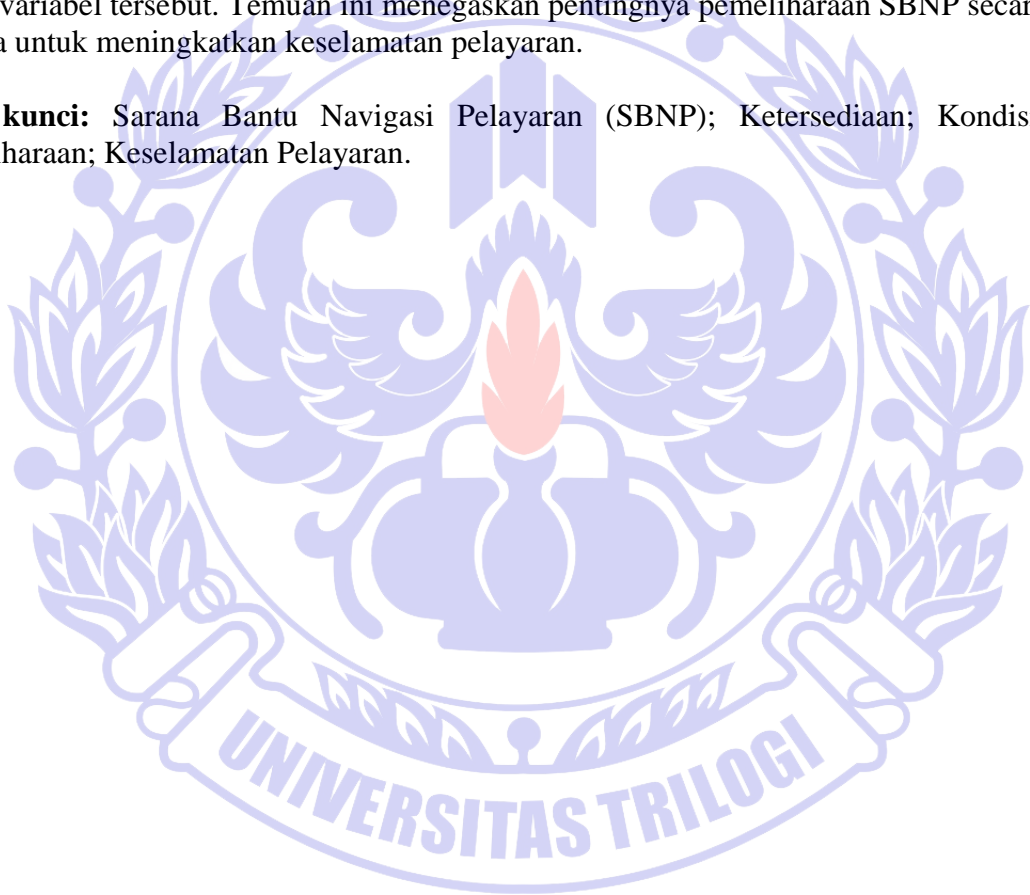 variabel tersebut. Temuan ini menegaskan pentingnya pemeliharaan SBNP secar
untuk meningkatkan keselamatan pelayaran.
kunci: Sarana Bantu Navigasi Pelayaran (SBNP); Ketersediaan; Kondis
haraan; Keselamatan Pelayaran.
UNIVERSITAS TRILOGI